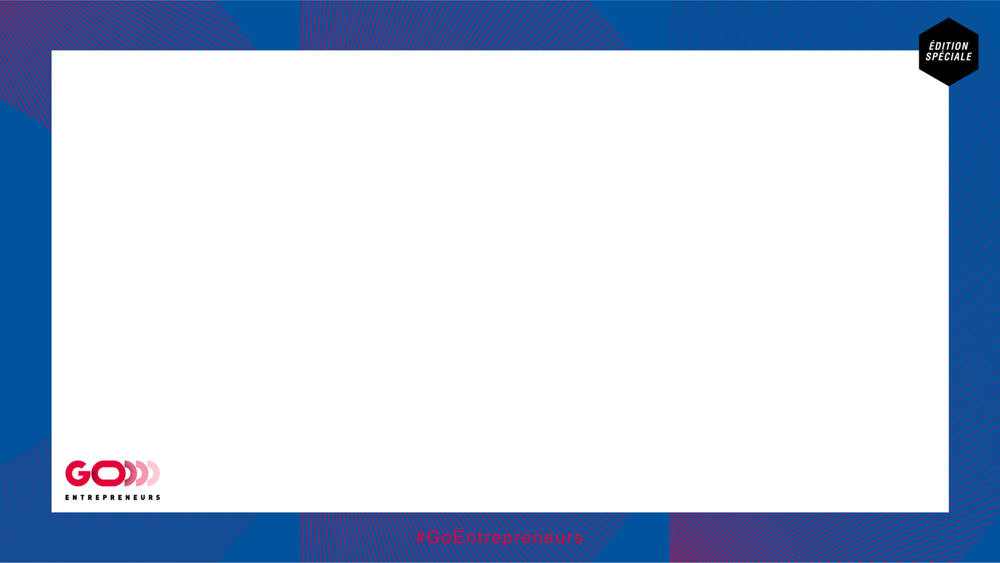 ÉDITION
SPÉCIALE
GO
ENTREPRENEURS
#GoEntrepreneurs